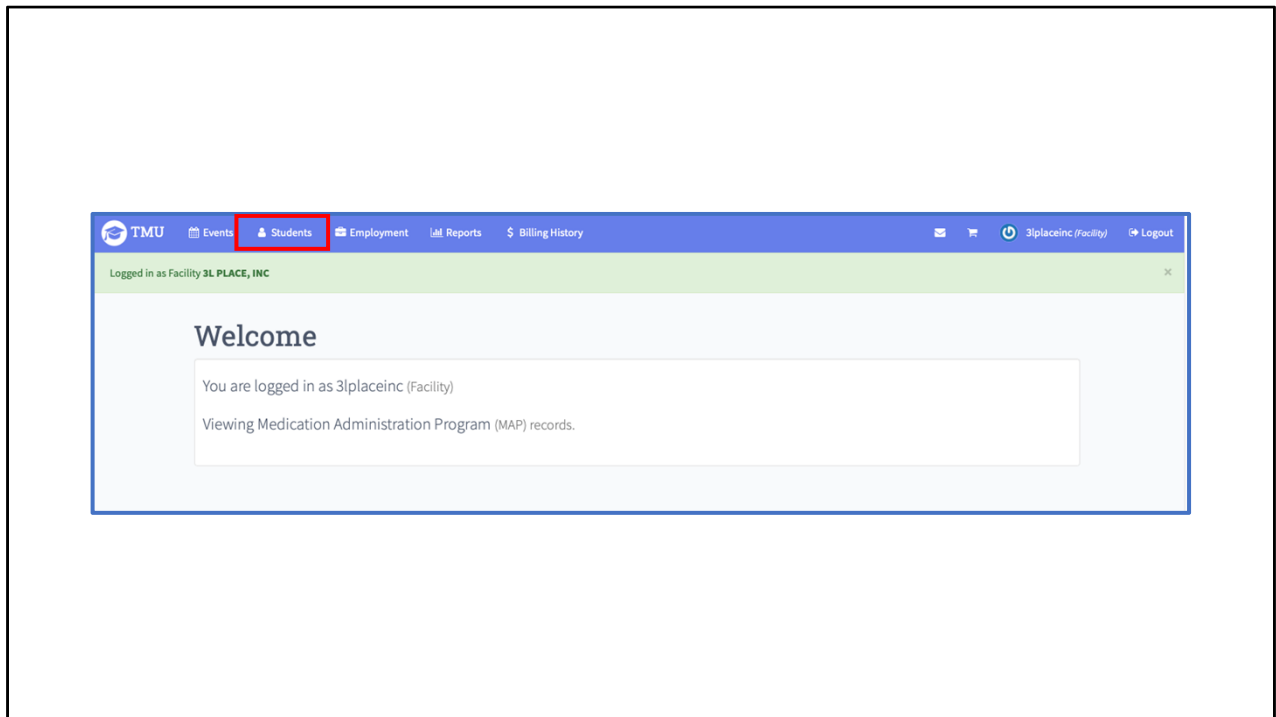 TMU Events Students Employment Reports $ Billing History 3lplaceinc (Facility) Logout
Logged in as Facility 3L PLACE, INC ×
Welcome
You are logged in as 3lplaceinc (Facility)
Viewing Medication Administration Program (MAP) records.